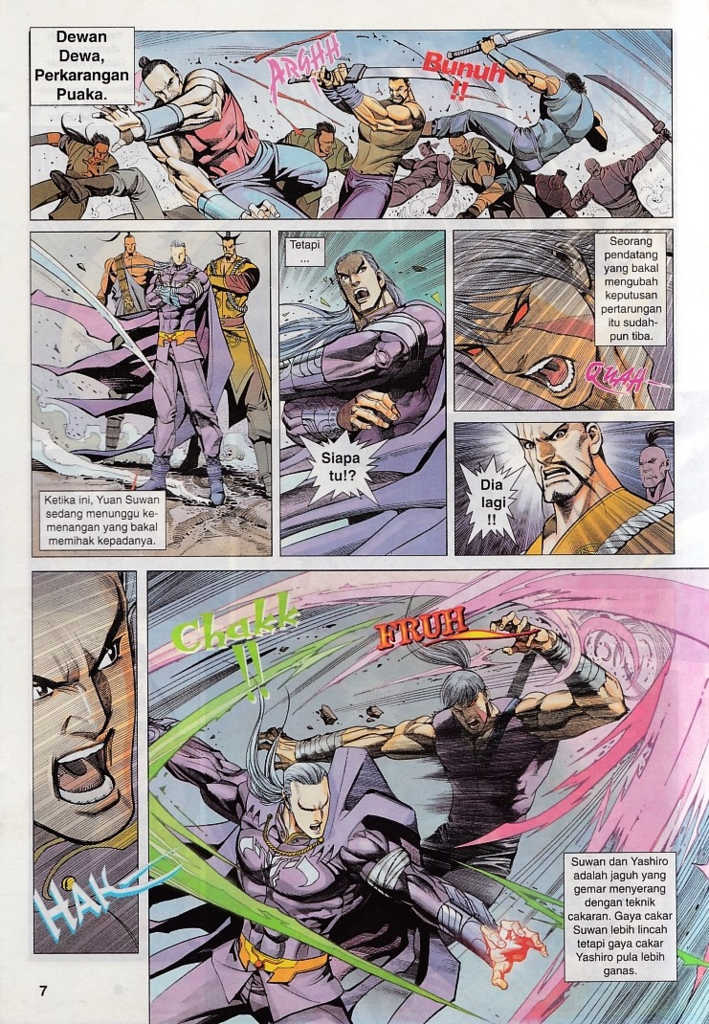 Dewan
Dewa,
Perkarangan
Puaka.
ARGHH
Bunuh
!!
Ketika ini, Yuan Suwan
sedang menunggu ke-
menangan yang bakal
memihak kepadanya.
Tetapi
...
Siapa
tu!?
Seorang
pendatang
yang bakal
mengubah
keputusan
pertarungan
itu sudah-
pun tiba.
QUAH
Dia
lagi
!!
HAK
Chakk
!!
FRUH
Suwan dan Yashiro
adalah jaguh yang
gemar menyerang
dengan teknik
cakaran. Gaya cakar
Suwan lebih lincah
tetapi gaya cakar
Yashiro pula lebih
ganas.
7